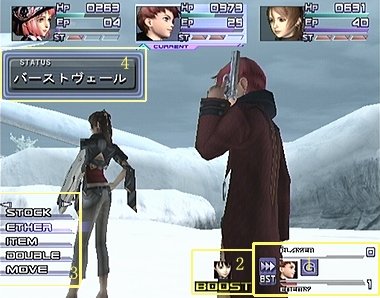 Hp 0263
Ep 04
ST
Hp 0373
Ep 25
ST
Hp 0631
Ep 40
ST
CURRENT
STATUS
4
バーストヴェール
STOCK
ETHER
ITEM
DOUBLE
MOVE
3
2
BOOST
PLAYER 0
BST
G
ENEMY 1